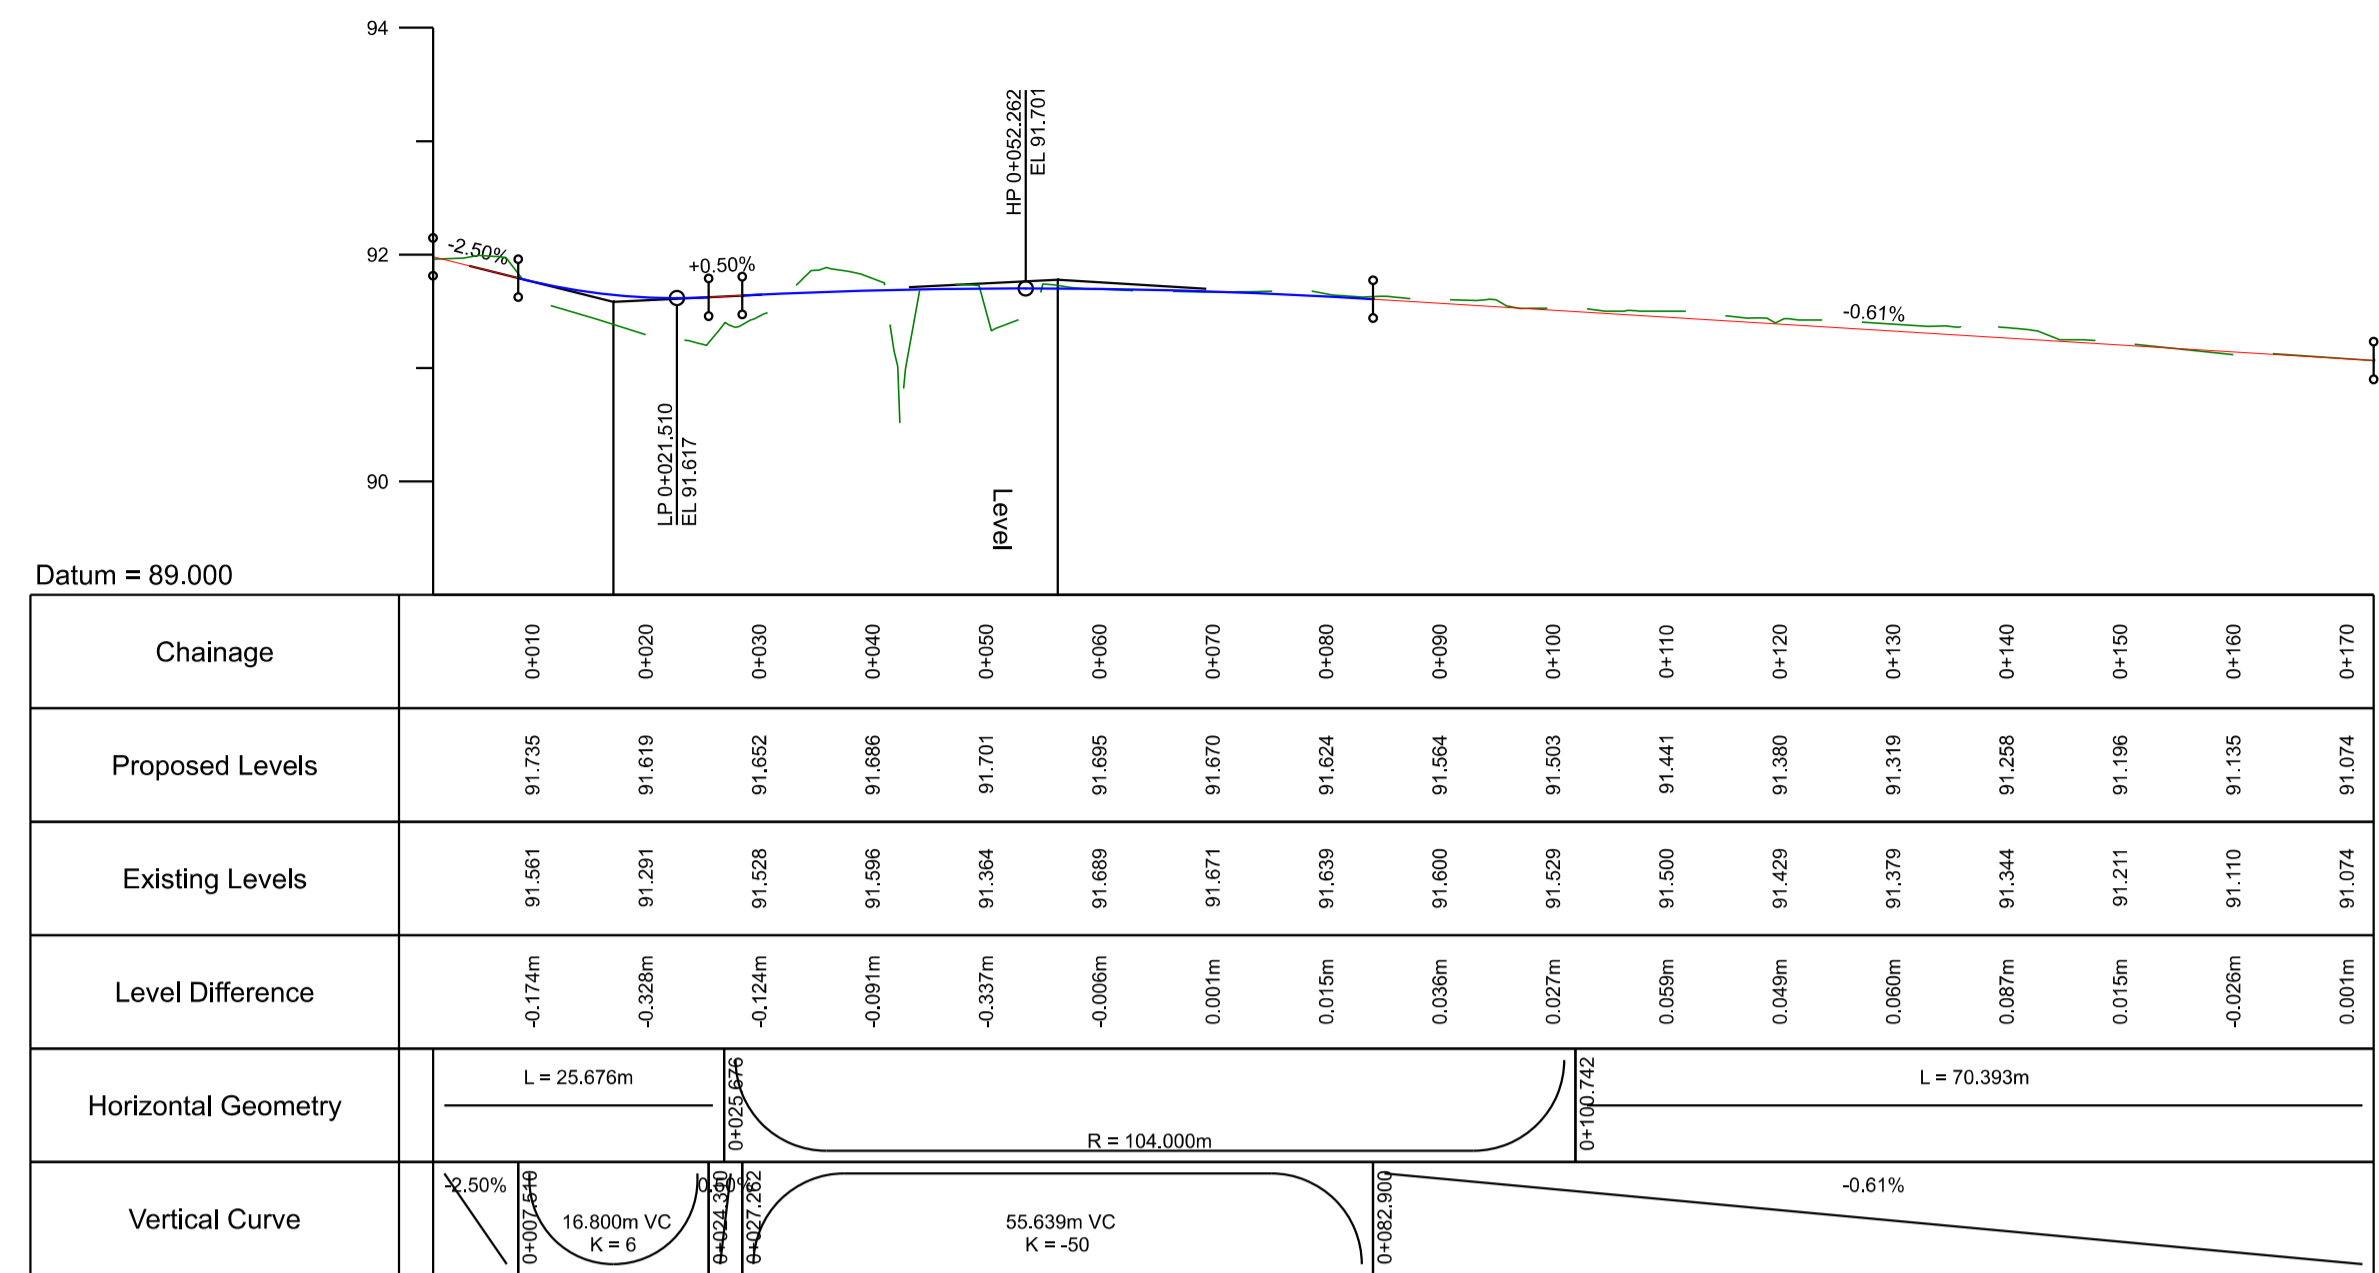 94
HP 0+052.262
EL 91.701
92
-2.50%
+0.50%
-0.61%
LP 0+021.510
EL 91.617
90
Level
Datum = 89.000
Chainage 0+010 0+020 0+030 0+040 0+050 0+060 0+070 0+080 0+090 0+100 0+110 0+120 0+130 0+140 0+150 0+160 0+170
Proposed Levels 91.735 91.619 91.652 91.686 91.701 91.695 91.670 91.624 91.564 91.503 91.441 91.380 91.319 91.258 91.196 91.135 91.074
Existing Levels 91.561 91.291 91.528 91.596 91.364 91.689 91.671 91.639 91.600 91.529 91.500 91.429 91.379 91.344 91.211 91.110 91.074
Level Difference -0.174m -0.328m -0.124m -0.091m -0.337m -0.006m 0.001m 0.015m 0.036m 0.027m 0.059m 0.049m 0.060m 0.087m 0.015m -0.026m 0.001m
Horizontal Geometry
L = 25.676m
0+025.676
R = 104.000m
0+100.742
L = 70.393m
Vertical Curve
-2.50%
0+007.510
16.800m VC
K = 6
0+024.310
0.50%
0+027.262
55.639m VC
K = -50
0+082.900
-0.61%